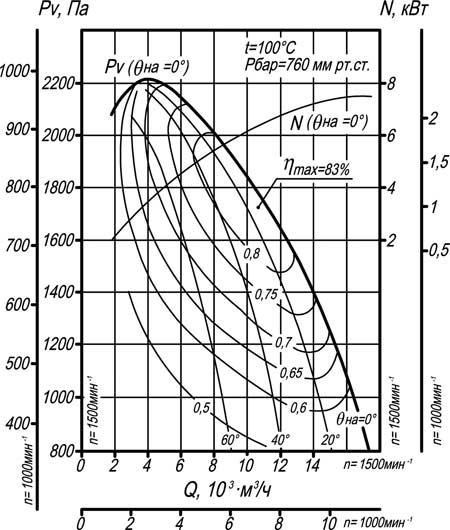 Pv, Па
N, кВт
t=100°C
Рбар=760 мм рт.ст.
Pv (θна =0°)
N (θна =0°)
ηmax=83%
1000
900
800
700
600
500
400
2200
2000
1800
1600
1400
1200
1000
800
8
6
4
2
2
1,5
1
0,5
0,8
0,75
0,7
0,65
0,6
0,5
θна=0°
60° 40° 20°
n=1000мин⁻¹
n=1500мин⁻¹
n=1500мин⁻¹
n=1000мин⁻¹
0 2 4 6 8 10 12 14 n=1500мин⁻¹
Q, 10³·м³/ч
0 2 4 6 8 10 n=1000мин⁻¹